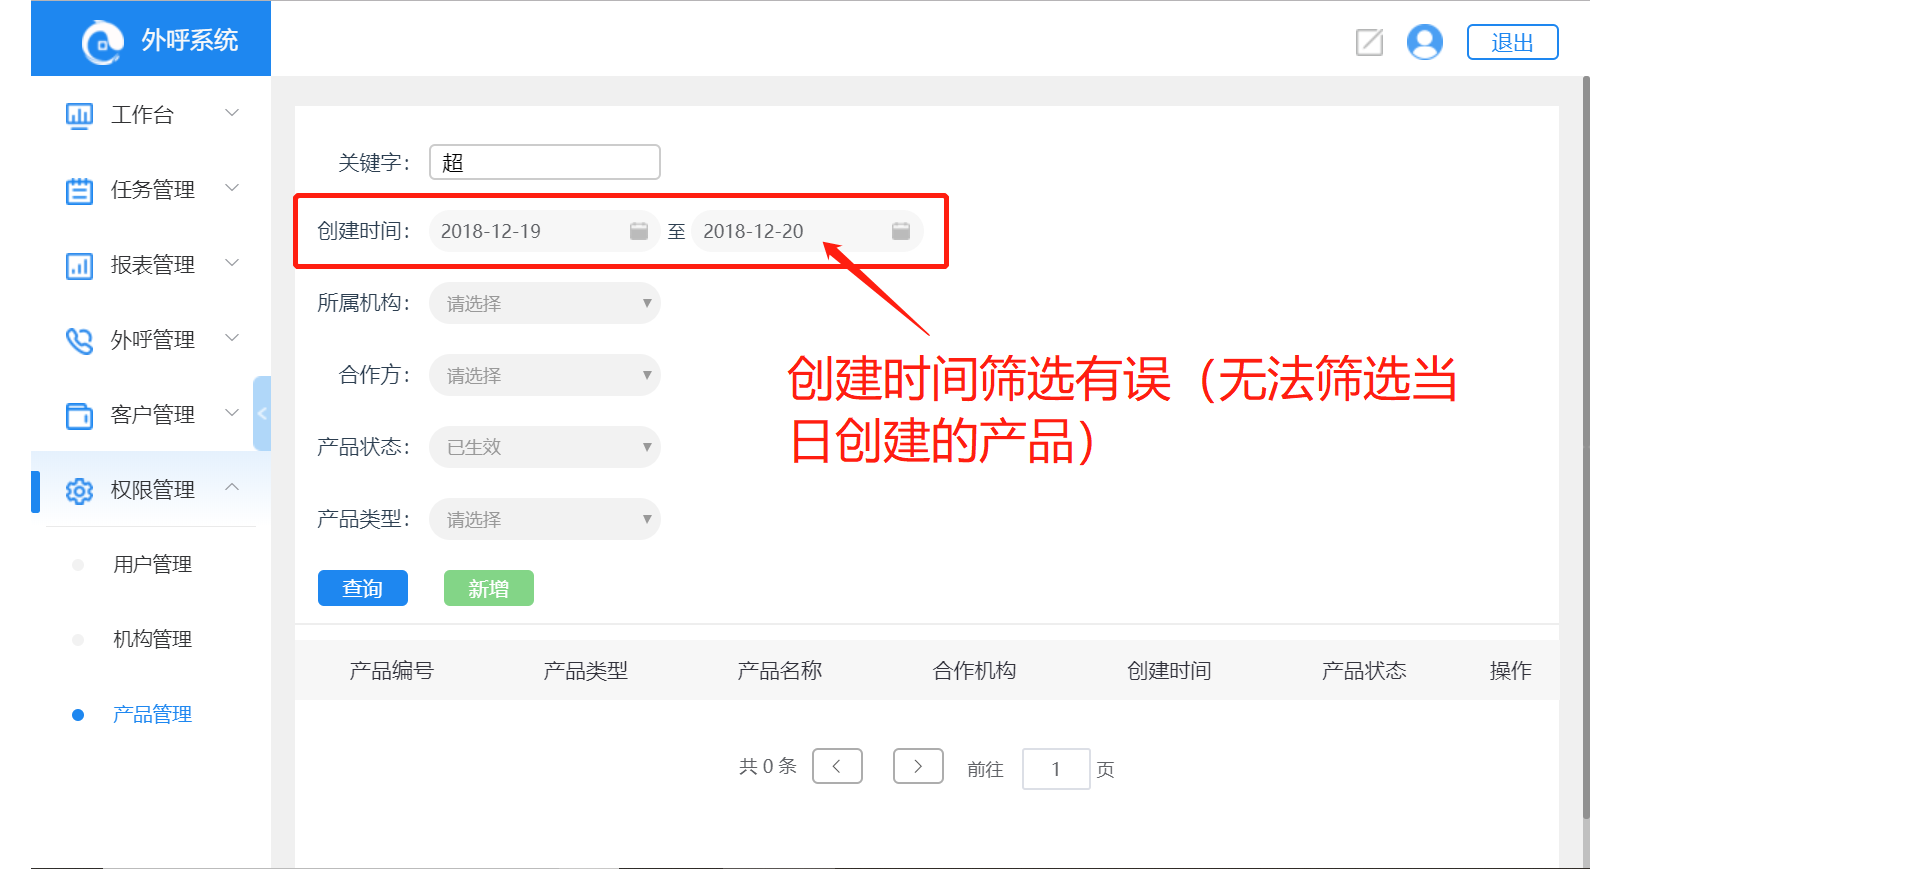 外呼系统
退出
工作台
任务管理
报表管理
外呼管理
客户管理
权限管理
用户管理
机构管理
产品管理
关键字： 超
创建时间： 2018-12-19 至 2018-12-20
所属机构： 请选择
合作方： 请选择
产品状态： 已生效
产品类型： 请选择
创建时间筛选有误（无法筛选当
日创建的产品）
查询 新增
产品编号 产品类型 产品名称 合作机构 创建时间 产品状态 操作
共 0 条 < > 前往 1 页